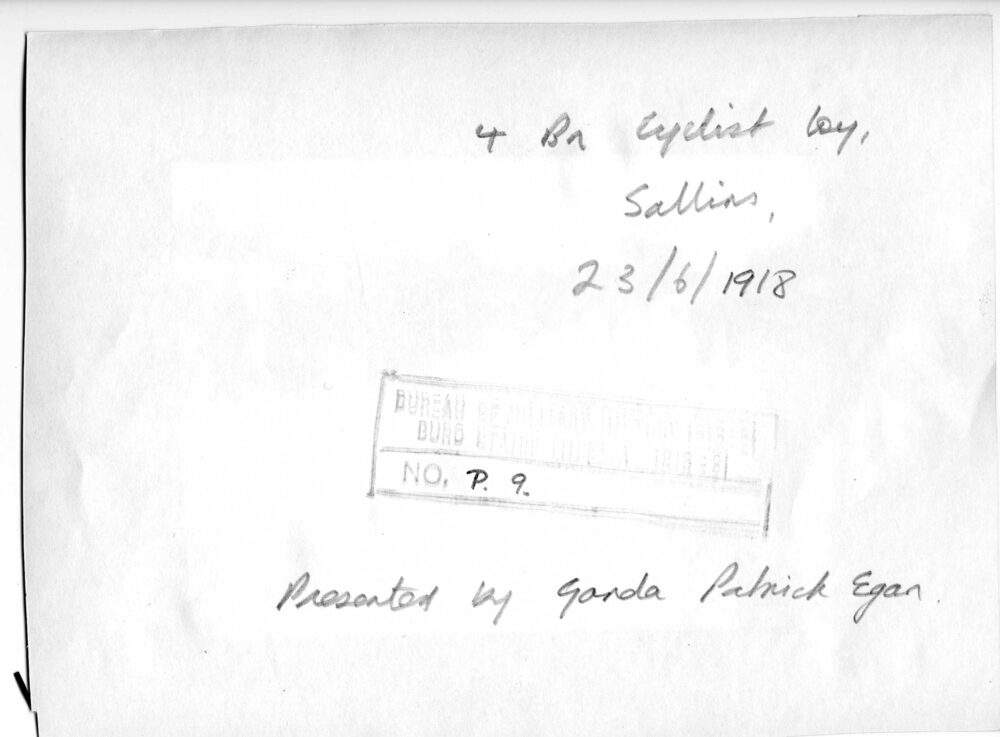 4 Bn Cyclist Coy,
Sallins,
23/6/1918
BUREAU OF MILITARY HISTORY 1913-21
BURO STAIRE MILEATA 1913-21
NO. P. 9.
Presented by Garda Patrick Egan.